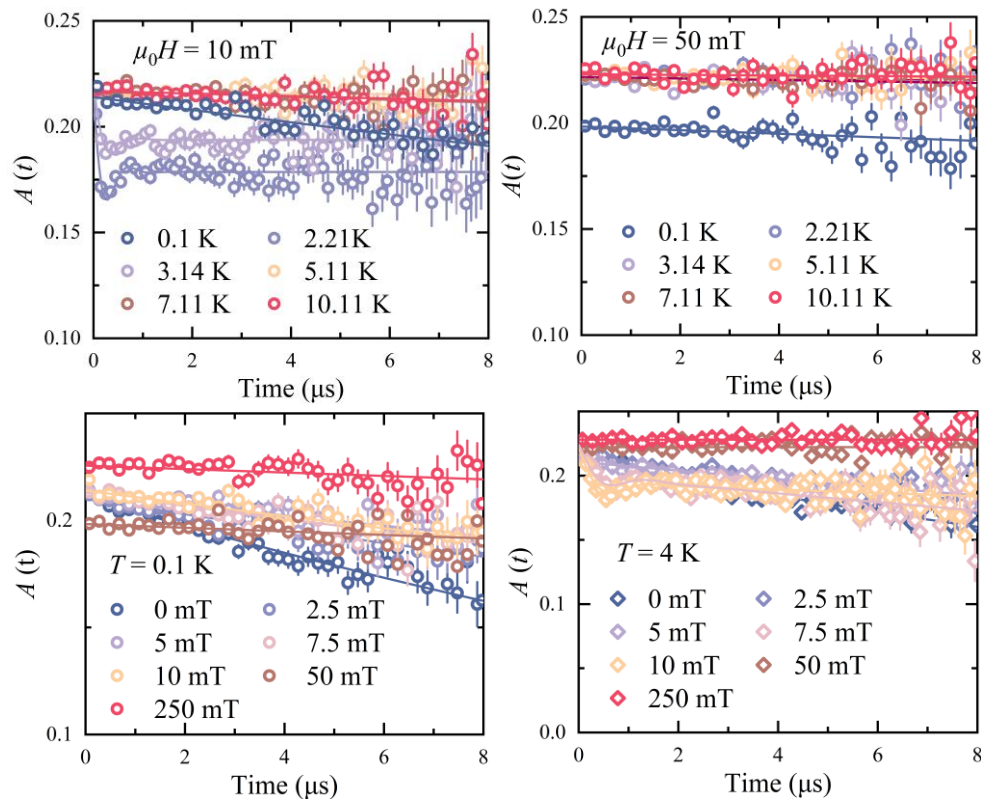 0.25
0.20
0.15
0.10
A (t)
μ₀H = 10 mT
0.1 K 2.21K
3.14 K 5.11 K
7.11 K 10.11 K
0 2 4 6 8
Time (μs)
0.25
0.20
0.15
0.10
A(t)
μ₀H = 50 mT
0.1 K 2.21K
3.14 K 5.11 K
7.11 K 10.11 K
0 2 4 6 8
Time (μs)
0.2
0.1
A (t)
T = 0.1 K
0 mT 2.5 mT
5 mT 7.5 mT
10 mT 50 mT
250 mT
0 2 4 6 8
Time (μs)
0.2
0.1
0.0
A (t)
T = 4 K
0 mT 2.5 mT
5 mT 7.5 mT
10 mT 50 mT
250 mT
0 2 4 6 8
Time (μs)